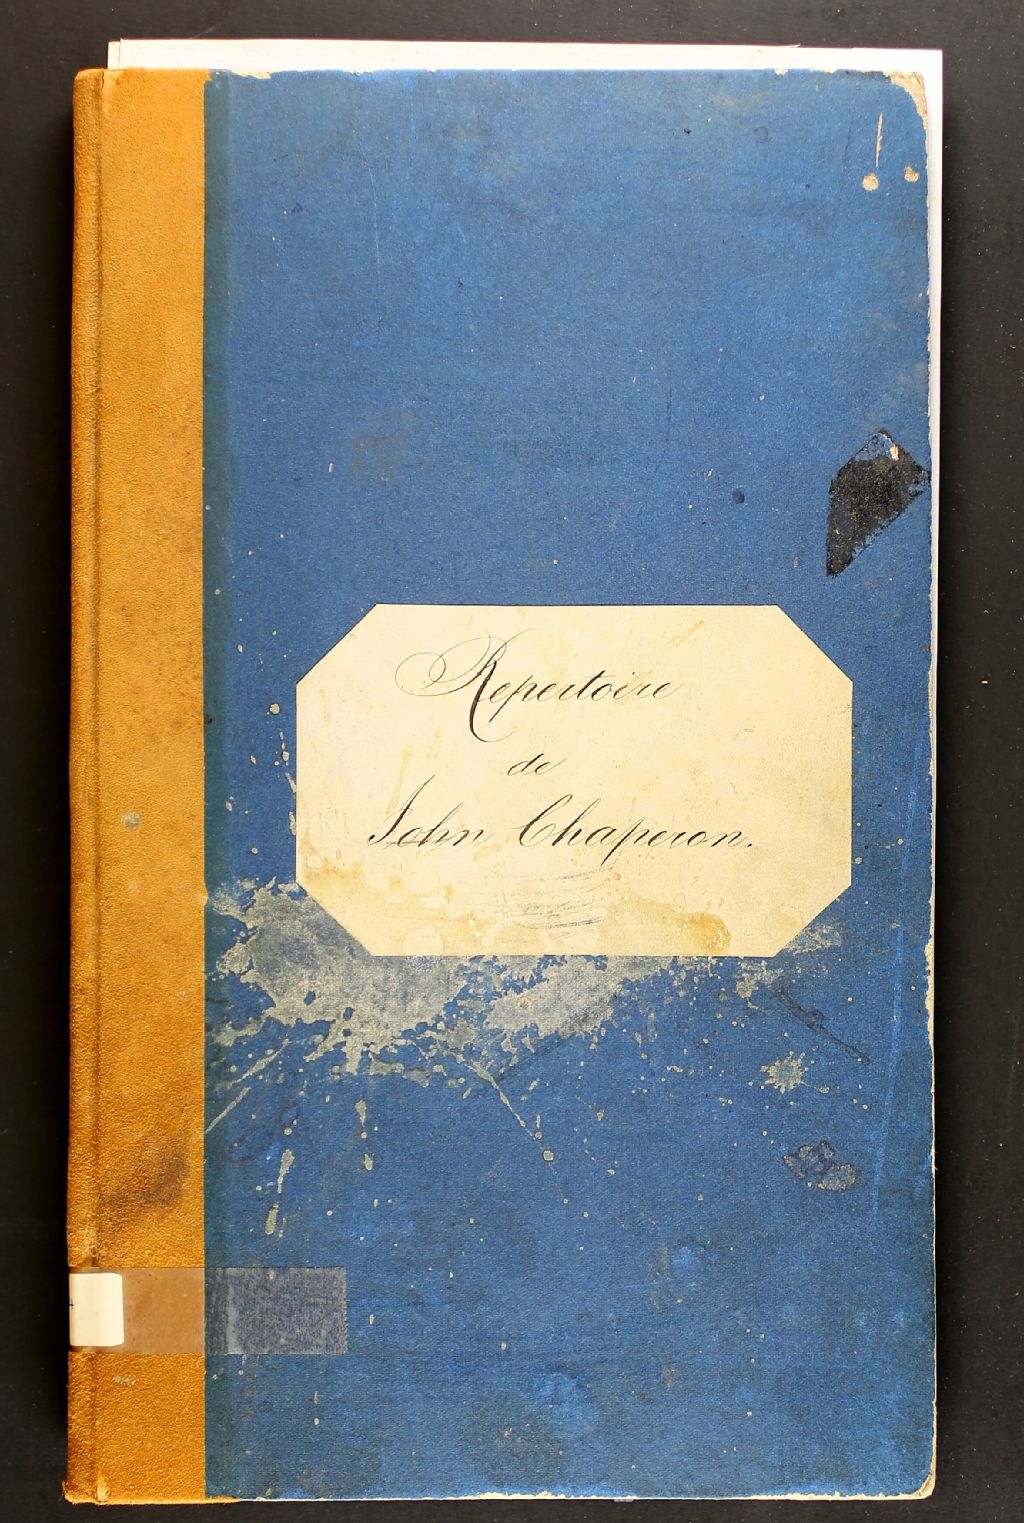 Repertoire
de
John Chaperon.